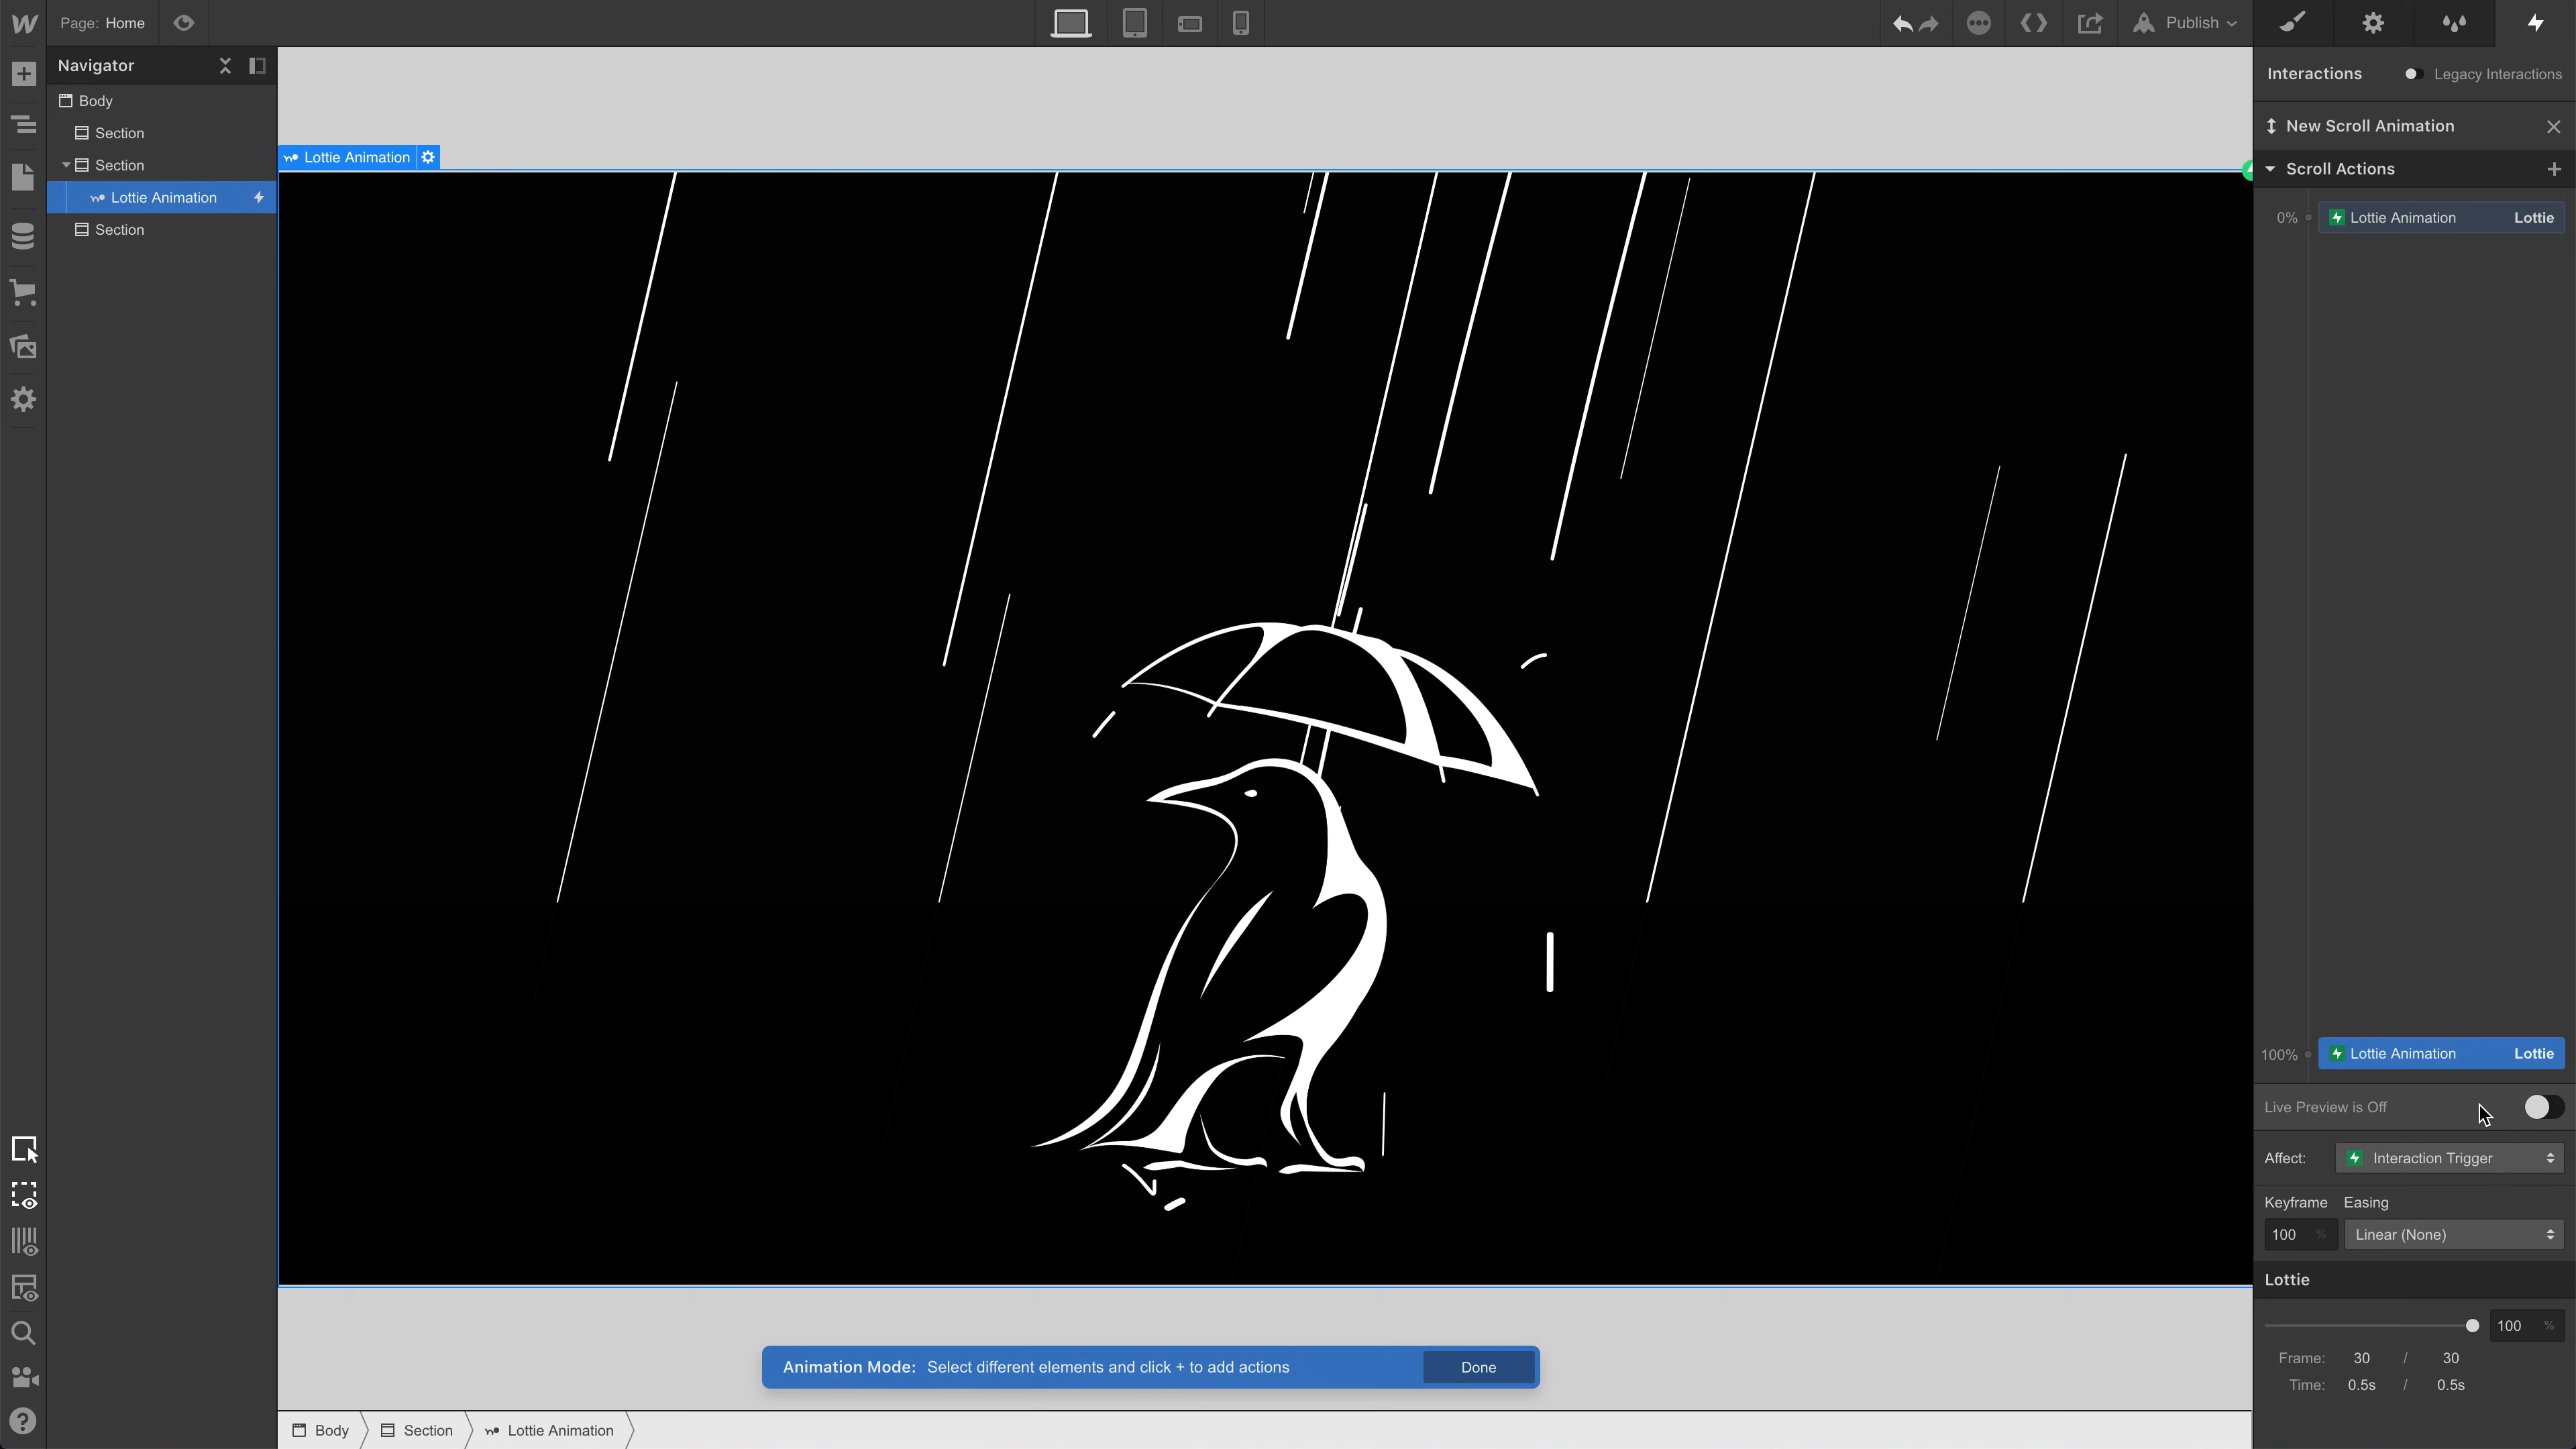 Page: Home
Publish
Navigator
Body
Section
Section
Lottie Animation
Section
Lottie Animation
Interactions
Legacy Interactions
New Scroll Animation
Scroll Actions
0%
Lottie Animation Lottie
100%
Lottie Animation Lottie
Live Preview is Off
Affect: Interaction Trigger
Keyframe Easing
100 % Linear (None)
Lottie
100 %
Frame: 30 / 30
Time: 0.5s / 0.5s
Animation Mode: Select different elements and click + to add actions
Done
Body Section Lottie Animation